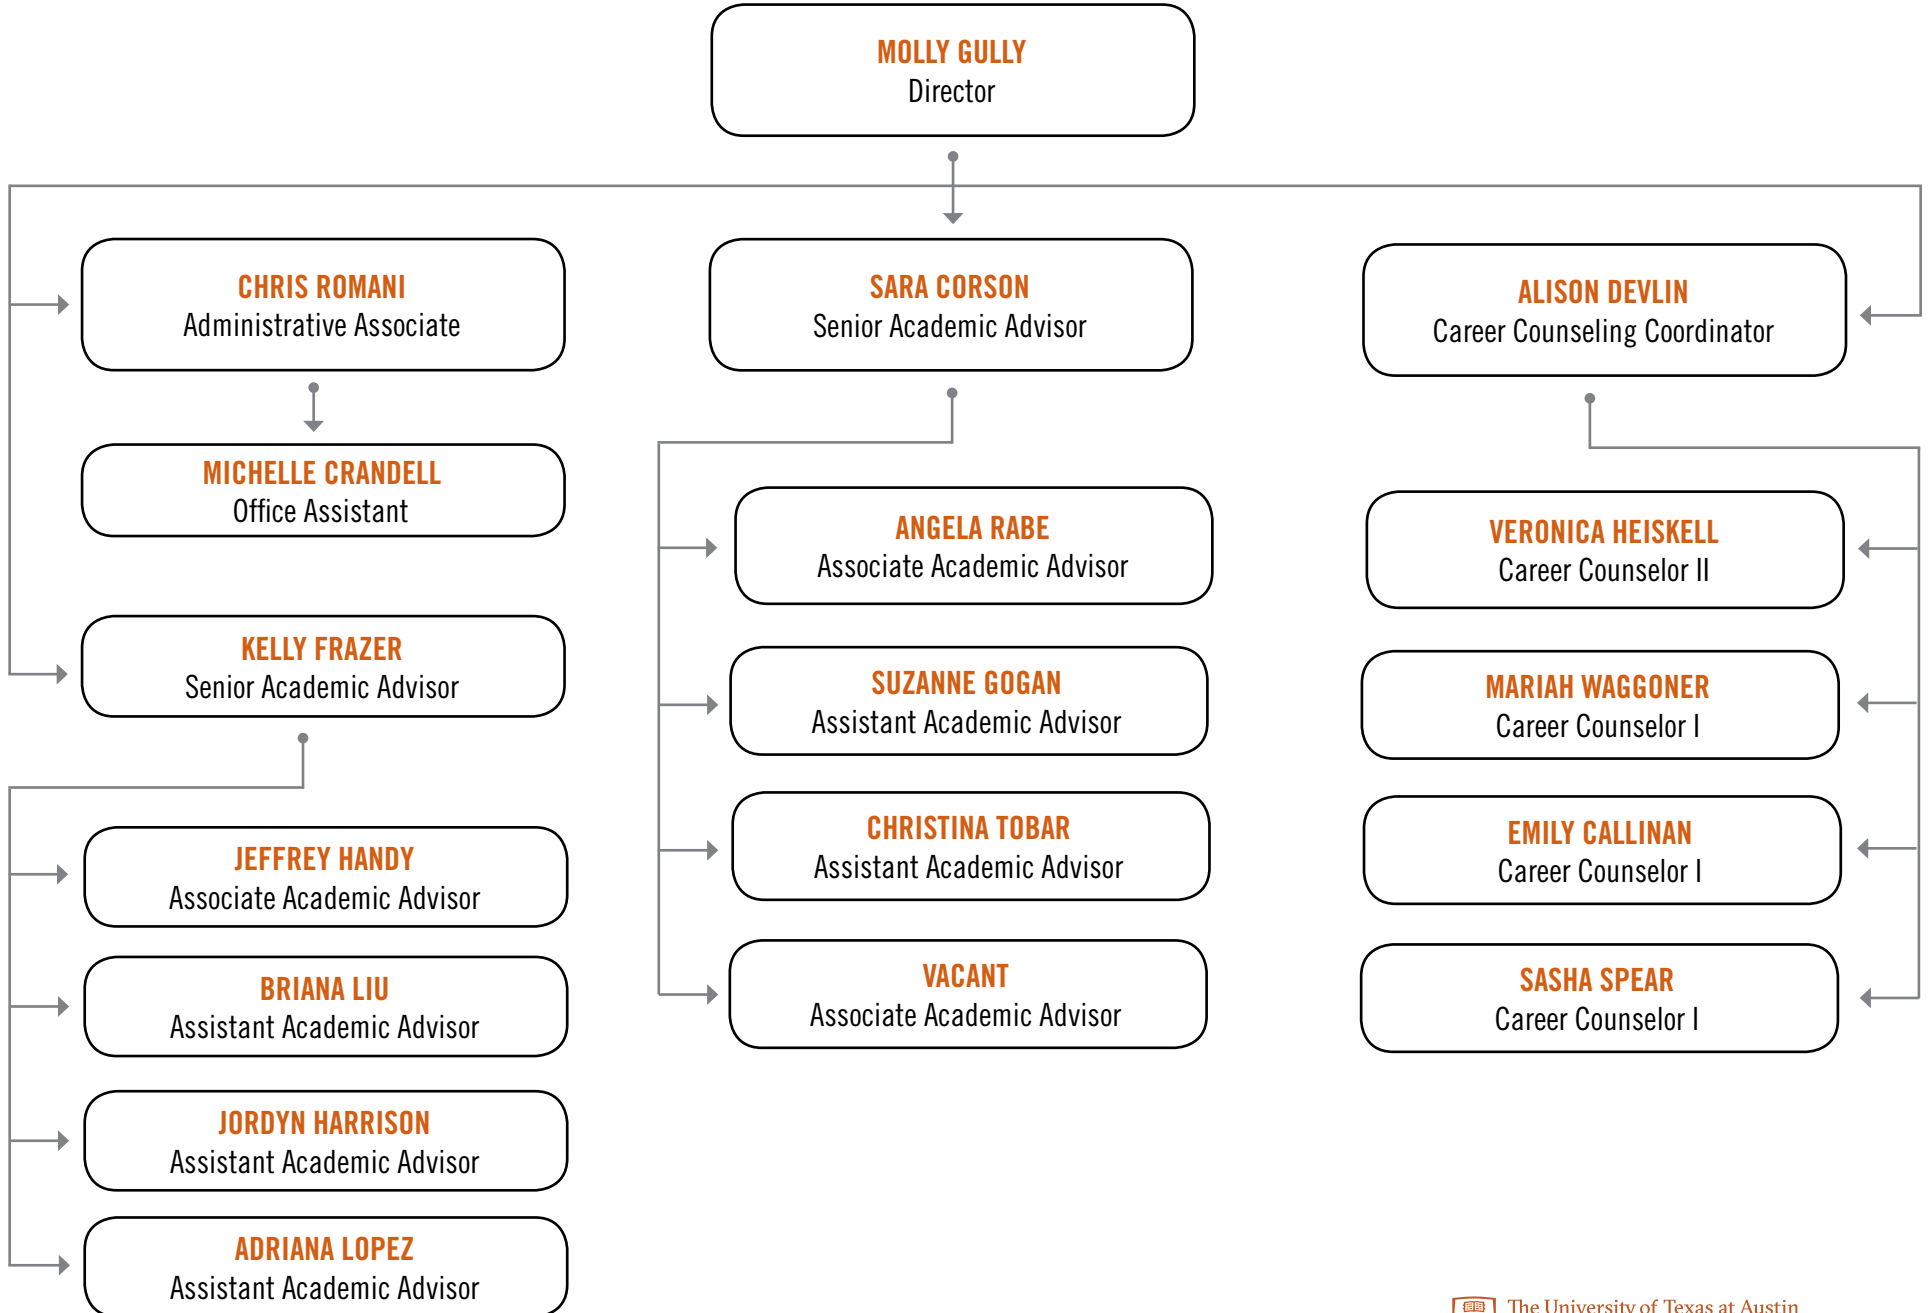 MOLLY GULLY
Director
CHRIS ROMANI
Administrative Associate
MICHELLE CRANDELL
Office Assistant
KELLY FRAZER
Senior Academic Advisor
JEFFREY HANDY
Associate Academic Advisor
BRIANA LIU
Assistant Academic Advisor
JORDYN HARRISON
Assistant Academic Advisor
ADRIANA LOPEZ
Assistant Academic Advisor
SARA CORSON
Senior Academic Advisor
ANGELA RABE
Associate Academic Advisor
SUZANNE GOGAN
Assistant Academic Advisor
CHRISTINA TOBAR
Assistant Academic Advisor
VACANT
Associate Academic Advisor
ALISON DEVLIN
Career Counseling Coordinator
VERONICA HEISKELL
Career Counselor II
MARIAH WAGGONER
Career Counselor I
EMILY CALLINAN
Career Counselor I
SASHA SPEAR
Career Counselor I
The University of Texas at Austin